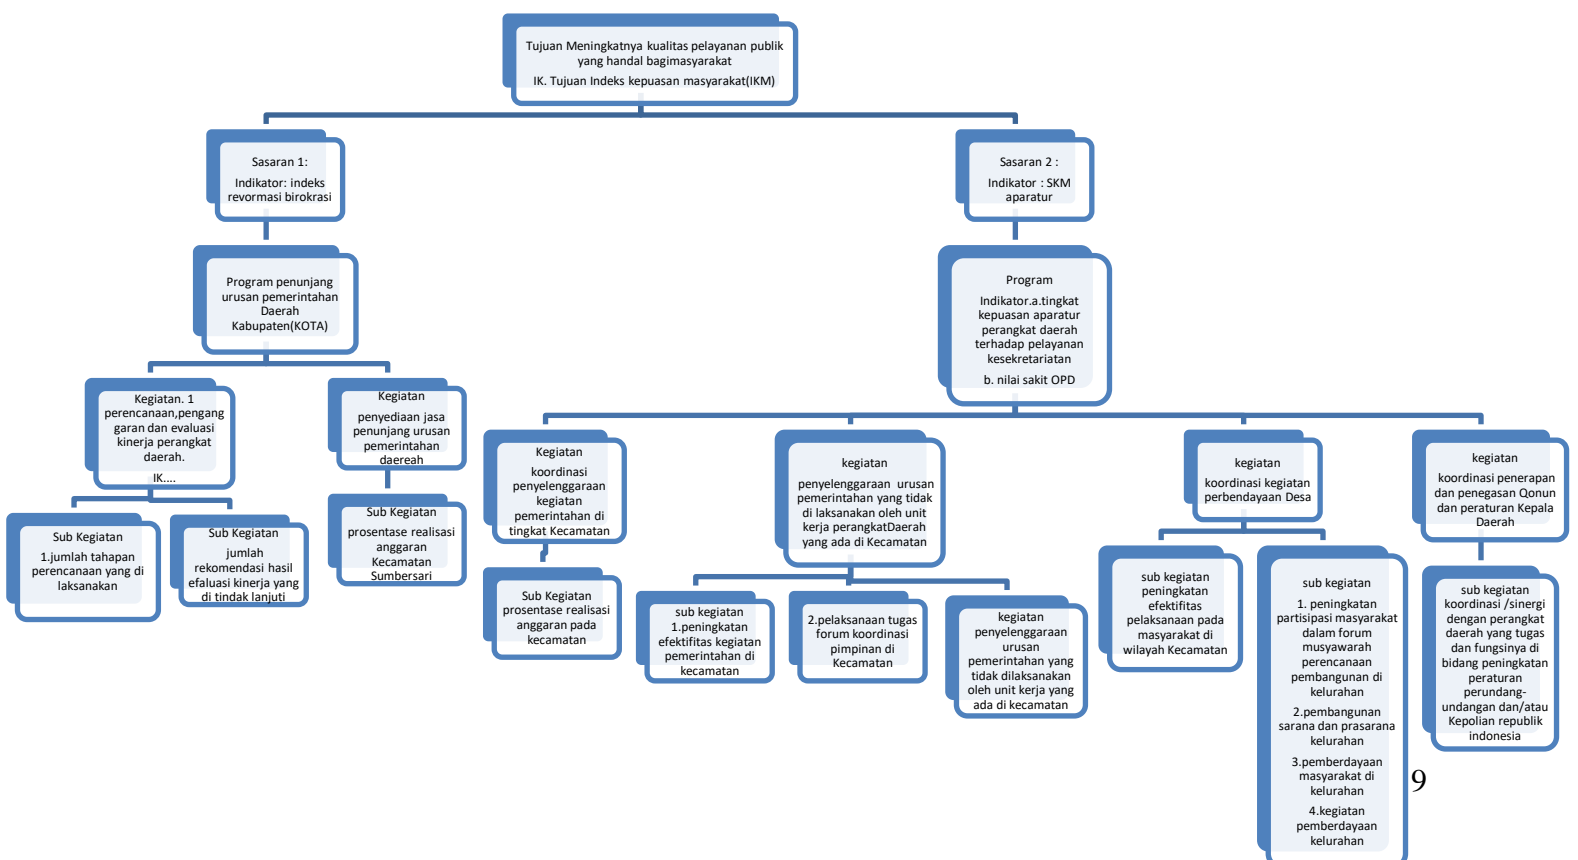 Tujuan Meningkatnya kualitas pelayanan publik
yang handal bagimasyarakat
IK. Tujuan Indeks kepuasan masyarakat(IKM)
Sasaran 1:
Indikator: indeks
revormasi birokrasi
Sasaran 2 :
Indikator : SKM
aparatur
Program penunjang
urusan pemerintahan
Daerah
Kabupaten(KOTA)
Program
Indikator.a.tingkat
kepuasan aparatur
perangkat daerah
terhadap pelayanan
kesekretariatan
b. nilai sakit OPD
Kegiatan. 1
perencanaan,pengang
garan dan evaluasi
kinerja perangkat
daerah.
IK....
Kegiatan
penyediaan jasa
penunjang urusan
pemerintahan
daereah
Kegiatan
koordinasi
penyelenggaraan
kegiatan
pemerintahan di
tingkat Kecamatan
kegiatan
penyelenggaraan urusan
pemerintahan yang tidak
di laksanakan oleh unit
kerja perangkatDaerah
yang ada di Kecamatan
kegiatan
koordinasi kegiatan
perbendayaan Desa
kegiatan
koordinasi penerapan
dan penegasan Qonun
dan peraturan Kepala
Daerah
Sub Kegiatan
1.jumlah tahapan
perencanaan yang di
laksanakan
Sub Kegiatan
jumlah
rekomendasi hasil
efaluasi kinerja yang
di tindak lanjuti
Sub Kegiatan
prosentase realisasi
anggaran
Kecamatan
Sumbersari
Sub Kegiatan
prosentase realisasi
anggaran pada
kecamatan
sub kegiatan
1.peningkatan
efektifitas kegiatan
pemerintahan di
kecamatan
2.pelaksanaan tugas
forum koordinasi
pimpinan di
Kecamatan
kegiatan
penyelenggaraan
urusan
pemerintahan yang
tidak dilaksanakan
oleh unit kerja yang
ada di kecamatan
sub kegiatan
peningkatan
efektifitas
pelaksanaan pada
masyarakat di
wilayah Kecamatan
sub kegiatan
1. peningkatan
partisipasi masyarakat
dalam forum
musyawarah
perencanaan
pembangunan di
kelurahan
2.pembangunan
sarana dan prasarana
kelurahan
3.pemberdayaan
masyarakat di
kelurahan
4.kegiatan
pemberdayaan
kelurahan
sub kegiatan
koordinasi /sinergi
dengan perangkat
daerah yang tugas
dan fungsinya di
bidang peningkatan
peraturan
perundang-
undangan dan/atau
Kepolian republik
indonesia
9